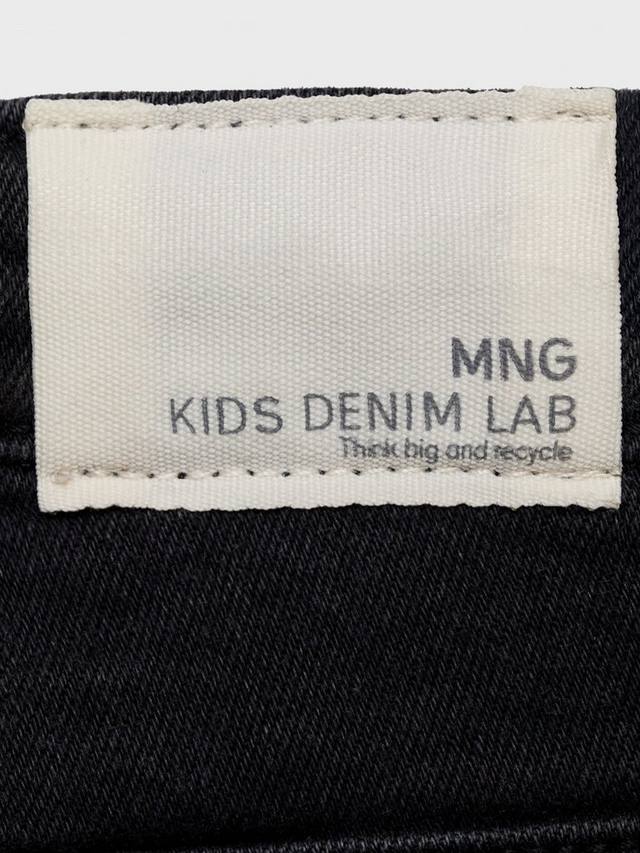 MNG
KIDS DENIM LAB
Think big and recycle